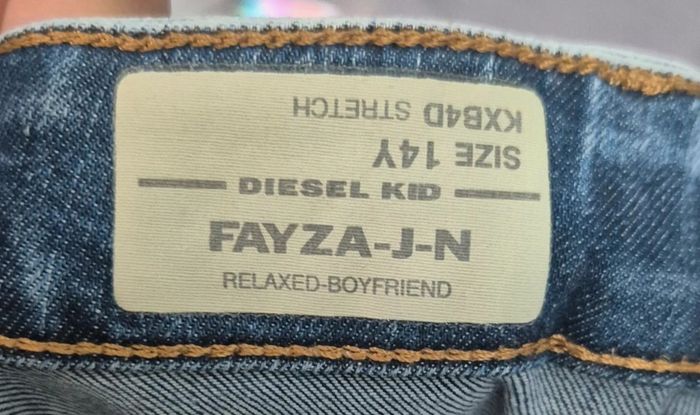 KXB4D STRETCH
SIZE 14Y
DIESEL KID
FAYZA-J-N
RELAXED-BOYFRIEND